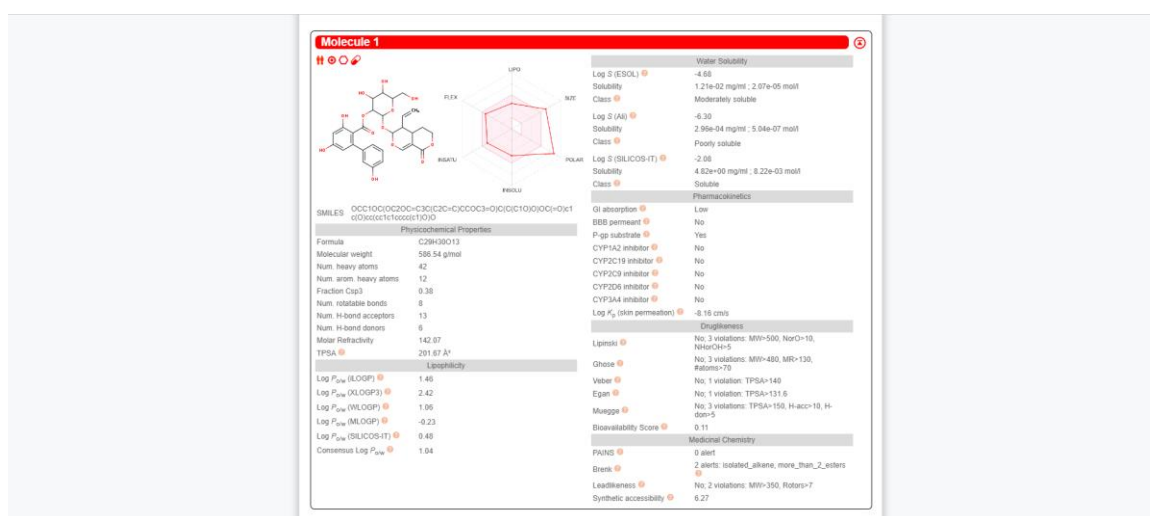 Molecule 1
LIPO
FLEX
SIZE
INSATU
POLAR
INSOLU
SMILES OCC1OC(OC2OC=C3C(C2C=C)CCOC3=O)C(C(C1O)O)OC(=O)c1
c(O)cc(cc1c1cccc(c1)O)O
Physicochemical Properties
Formula C29H30O13
Molecular weight 586.54 g/mol
Num. heavy atoms 42
Num. arom. heavy atoms 12
Fraction Csp3 0.38
Num. rotatable bonds 8
Num. H-bond acceptors 13
Num. H-bond donors 6
Molar Refractivity 142.07
TPSA 201.67 Å²
Lipophilicity
Log Po/w (iLOGP) 1.46
Log Po/w (XLOGP3) 2.42
Log Po/w (WLOGP) 1.06
Log Po/w (MLOGP) -0.23
Log Po/w (SILICOS-IT) 0.48
Consensus Log Po/w 1.04
Water Solubility
Log S (ESOL) -4.68
Solubility 1.21e-02 mg/ml ; 2.07e-05 mol/l
Class Moderately soluble
Log S (Ali) -6.30
Solubility 2.96e-04 mg/ml ; 5.04e-07 mol/l
Class Poorly soluble
Log S (SILICOS-IT) -2.08
Solubility 4.82e+00 mg/ml ; 8.22e-03 mol/l
Class Soluble
Pharmacokinetics
GI absorption Low
BBB permeant No
P-gp substrate Yes
CYP1A2 inhibitor No
CYP2C19 inhibitor No
CYP2C9 inhibitor No
CYP2D6 inhibitor No
CYP3A4 inhibitor No
Log Kp (skin permeation) -8.16 cm/s
Druglikeness
Lipinski No; 3 violations: MW>500, NorO>10,
NHorOH>5
Ghose No; 3 violations: MW>480, MR>130,
#atoms>70
Veber No; 1 violation: TPSA>140
Egan No; 1 violation: TPSA>131.6
Muegge No; 3 violations: TPSA>150, H-acc>10, H-
don>5
Bioavailability Score 0.11
Medicinal Chemistry
PAINS 0 alert
Brenk 2 alerts: isolated_alkene, more_than_2_esters
Leadlikeness No; 2 violations: MW>350, Rotors>7
Synthetic accessibility 6.27